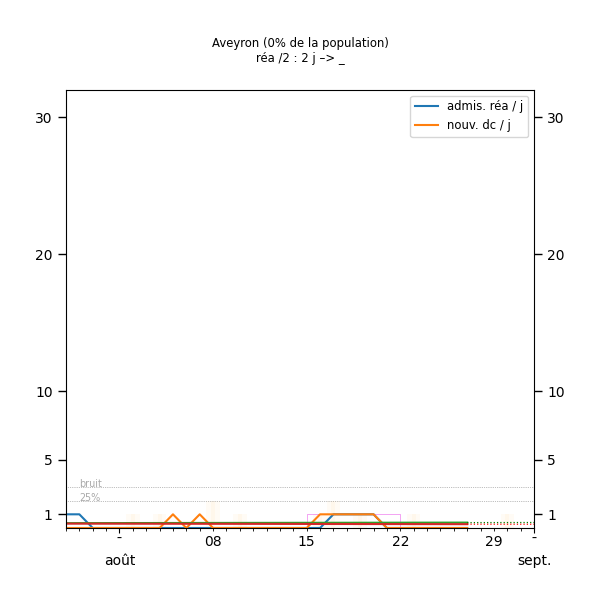 Aveyron (0% de la population)
réa /2 : 2 j –> _
admis. réa / j
nouv. dc / j
30
30
20
20
10
10
5
5
bruit
25%
1
1
-
08
15
22
29
-
août
sept.